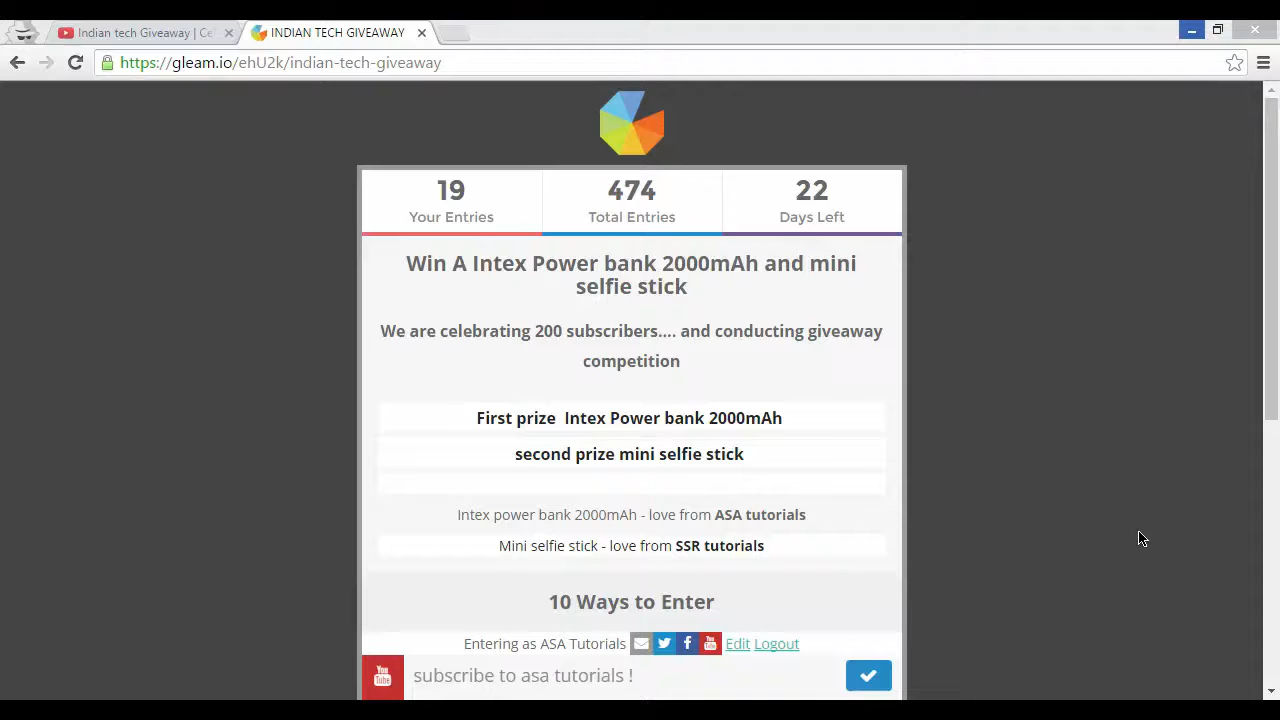 Indian tech Giveaway | Ce
INDIAN TECH GIVEAWAY
https://gleam.io/ehU2k/indian-tech-giveaway
19
Your Entries
474
Total Entries
22
Days Left
Win A Intex Power bank 2000mAh and mini
selfie stick
We are celebrating 200 subscribers.... and conducting giveaway
competition
First prize  Intex Power bank 2000mAh
second prize mini selfie stick
Intex power bank 2000mAh - love from ASA tutorials
Mini selfie stick - love from SSR tutorials
10 Ways to Enter
Entering as ASA Tutorials You Tube Edit Logout
You Tube subscribe to asa tutorials !